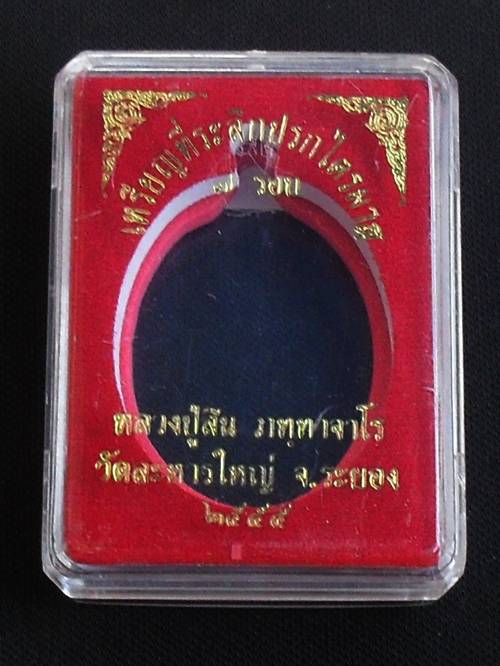 เหรียญที่ระลึกปรกไตรมาส
๗ รอบ
หลวงปู่สิน ภทฺทาจาโร
วัดละหารใหญ่ จ.ระยอง
๒๕๕๕